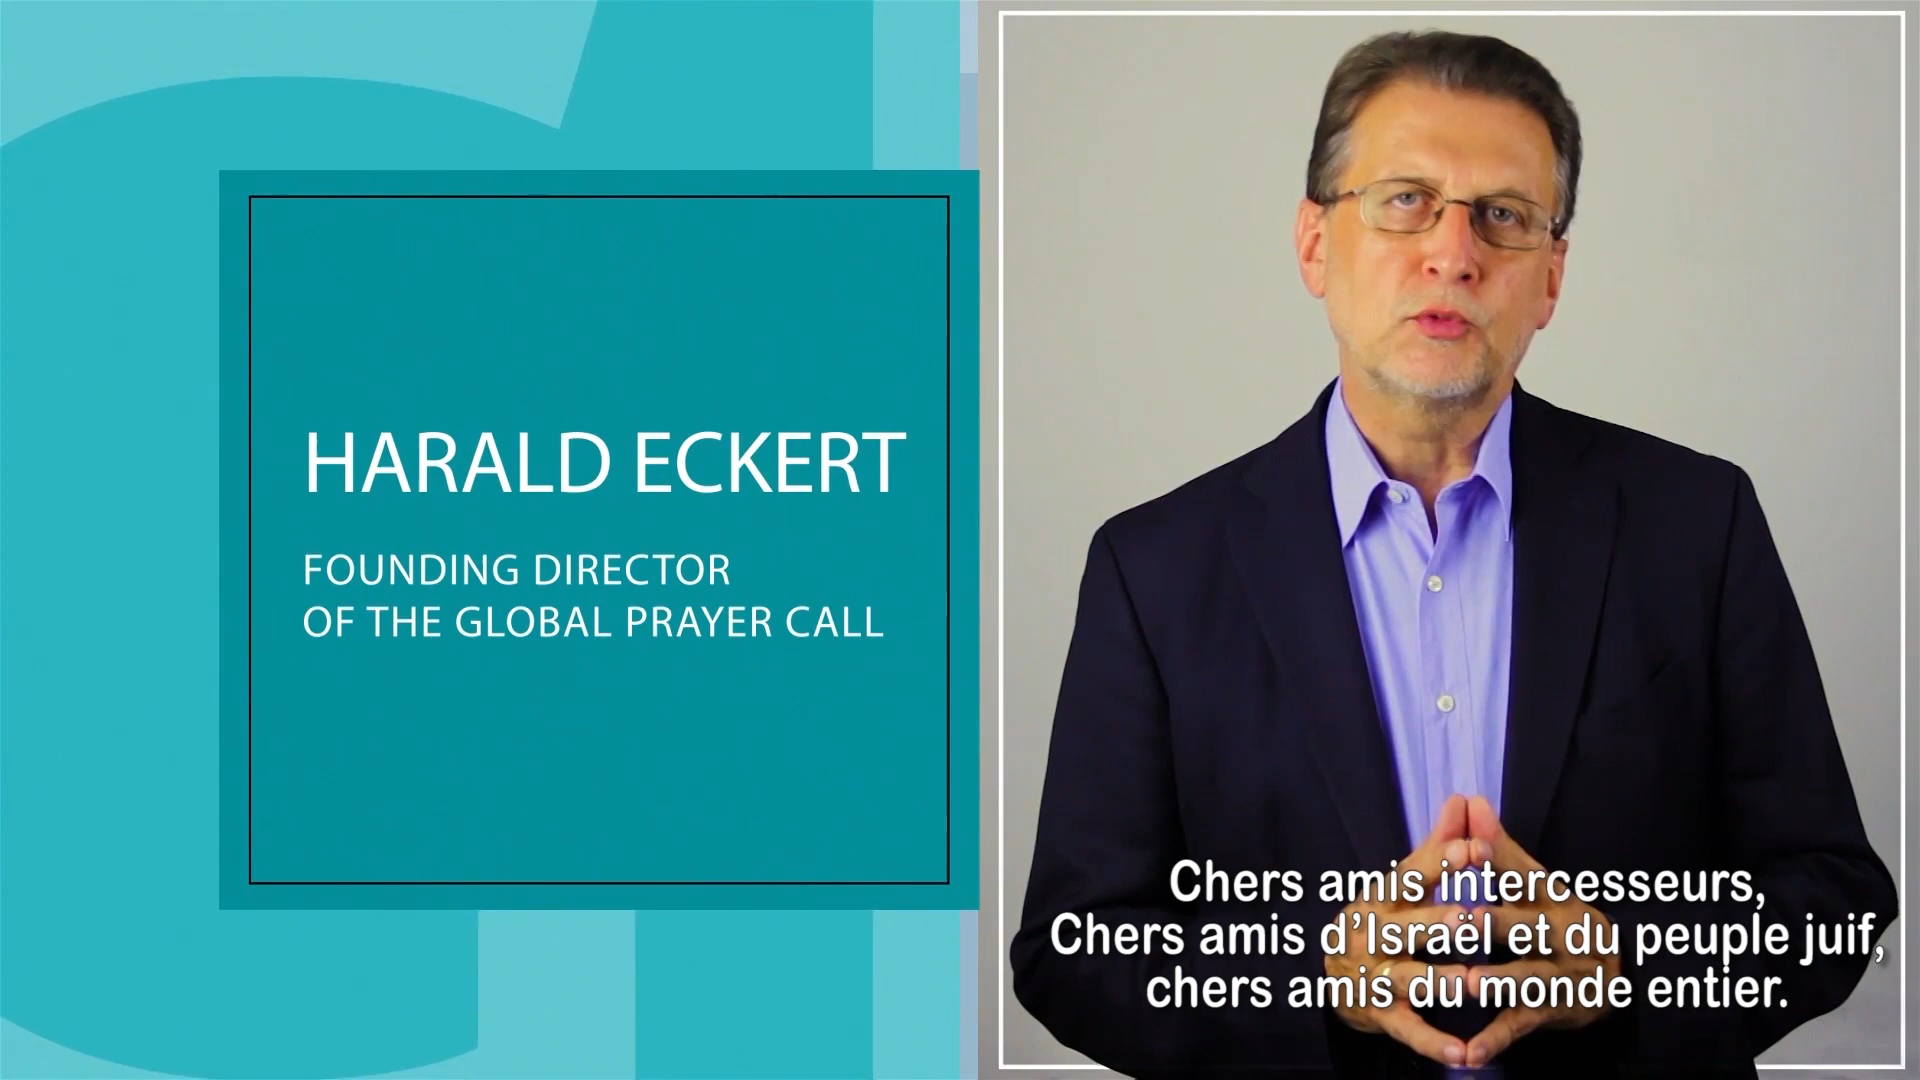 HARALD ECKERT
FOUNDING DIRECTOR
OF THE GLOBAL PRAYER CALL
Chers amis intercesseurs,
Chers amis d’Israël et du peuple juif,
chers amis du monde entier.